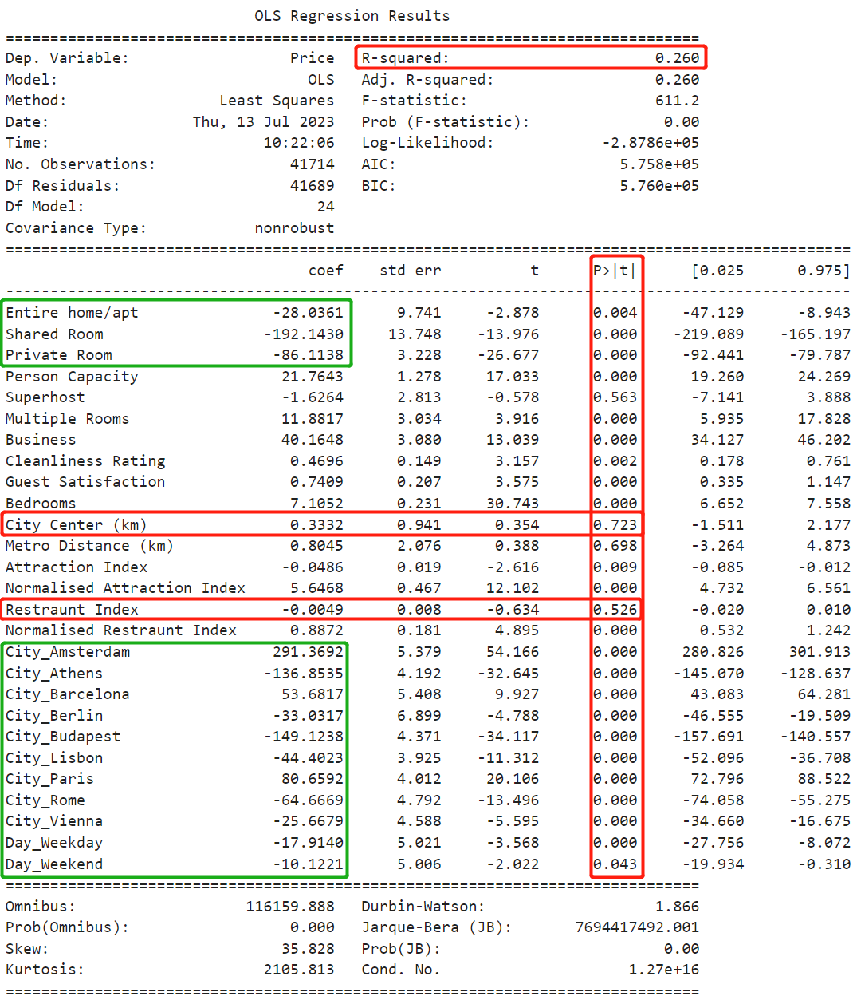 OLS Regression Results
==============================================================================
Dep. Variable: Price R-squared: 0.260
Model: OLS Adj. R-squared: 0.260
Method: Least Squares F-statistic: 611.2
Date: Thu, 13 Jul 2023 Prob (F-statistic): 0.00
Time: 10:22:06 Log-Likelihood: -2.8786e+05
No. Observations: 41714 AIC: 5.758e+05
Df Residuals: 41689 BIC: 5.760e+05
Df Model: 24
Covariance Type: nonrobust
===============================================================================================
coef std err t P>|t| [0.025 0.975]
-----------------------------------------------------------------------------------------------
Entire home/apt -28.0361 9.741 -2.878 0.004 -47.129 -8.943
Shared Room -192.1430 13.748 -13.976 0.000 -219.089 -165.197
Private Room -86.1138 3.228 -26.677 0.000 -92.441 -79.787
Person Capacity 21.7643 1.278 17.033 0.000 19.260 24.269
Superhost -1.6264 2.813 -0.578 0.563 -7.141 3.888
Multiple Rooms 11.8817 3.034 3.916 0.000 5.935 17.828
Business 40.1648 3.080 13.039 0.000 34.127 46.202
Cleanliness Rating 0.4696 0.149 3.157 0.002 0.178 0.761
Guest Satisfaction 0.7409 0.207 3.575 0.000 0.335 1.147
Bedrooms 7.1052 0.231 30.743 0.000 6.652 7.558
City Center (km) 0.3332 0.941 0.354 0.723 -1.511 2.177
Metro Distance (km) 0.8045 2.076 0.388 0.698 -3.264 4.873
Attraction Index -0.0486 0.019 -2.616 0.009 -0.085 -0.012
Normalised Attraction Index 5.6468 0.467 12.102 0.000 4.732 6.561
Restraunt Index -0.0049 0.008 -0.634 0.526 -0.020 0.010
Normalised Restraunt Index 0.8872 0.181 4.895 0.000 0.532 1.242
City_Amsterdam 291.3692 5.379 54.166 0.000 280.826 301.913
City_Athens -136.8535 4.192 -32.645 0.000 -145.070 -128.637
City_Barcelona 53.6817 5.408 9.927 0.000 43.083 64.281
City_Berlin -33.0317 6.899 -4.788 0.000 -46.555 -19.509
City_Budapest -149.1238 4.371 -34.117 0.000 -157.691 -140.557
City_Lisbon -44.4023 3.925 -11.312 0.000 -52.096 -36.708
City_Paris 80.6592 4.012 20.106 0.000 72.796 88.522
City_Rome -64.6669 4.792 -13.496 0.000 -74.058 -55.275
City_Vienna -25.6679 4.588 -5.595 0.000 -34.660 -16.675
Day_Weekday -17.9140 5.021 -3.568 0.000 -27.756 -8.072
Day_Weekend -10.1221 5.006 -2.022 0.043 -19.934 -0.310
==============================================================================
Omnibus: 116159.888 Durbin-Watson: 1.866
Prob(Omnibus): 0.000 Jarque-Bera (JB): 7694417492.001
Skew: 35.828 Prob(JB): 0.00
Kurtosis: 2105.813 Cond. No. 1.27e+16
==============================================================================